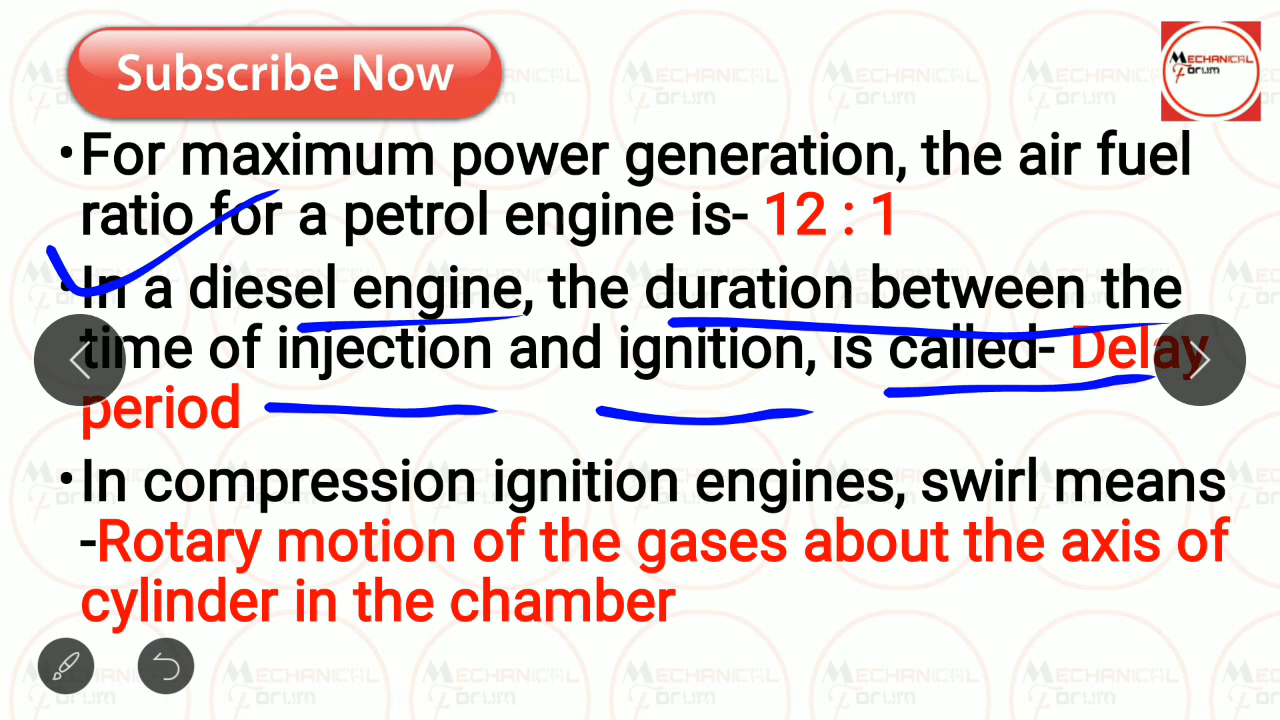 Subscribe Now
MECHANICAL
Forum
•For maximum power generation, the air fuel
ratio for a petrol engine is- 12 : 1
•In a diesel engine, the duration between the
time of injection and ignition, is called- Delay
period
•In compression ignition engines, swirl means
-Rotary motion of the gases about the axis of
cylinder in the chamber